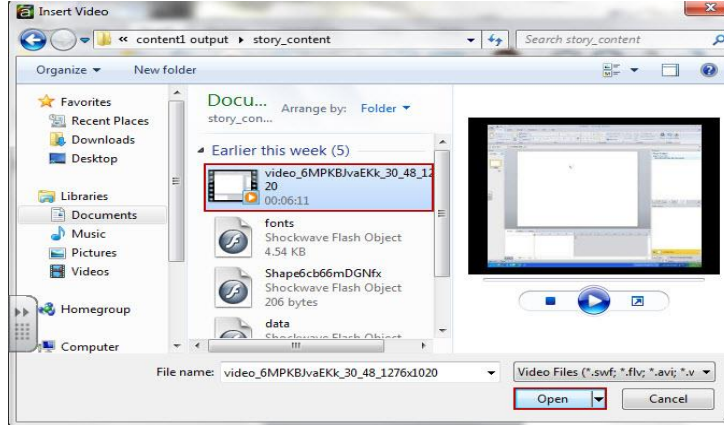 Insert Video
« content1 output ▸ story_content
Search story_content
Organize ▾ New folder
Favorites
Recent Places
Downloads
Desktop
Libraries
Documents
Music
Pictures
Videos
Homegroup
Computer
Docu...
story_con...
Arrange by: Folder ▾
Earlier this week (5)
video_6MPKBJvaEKk_30_48_12
20
00:06:11
fonts
Shockwave Flash Object
4.54 KB
Shape6cb66mDGNfx
Shockwave Flash Object
206 bytes
data
Shockwave Flash Object
File name: video_6MPKBJvaEKk_30_48_1276x1020
Video Files (*.swf; *.flv; *.avi; *.v
Open
Cancel